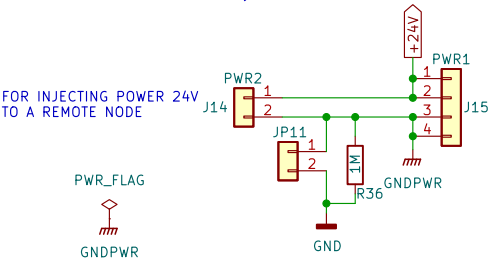 +24V
PWR1
PWR2
1
2
3
4
J15
1
2
J14
FOR INJECTING POWER 24V
TO A REMOTE NODE
JP11
1
2
1M
R36
GNDPWR
PWR_FLAG
GNDPWR
GND